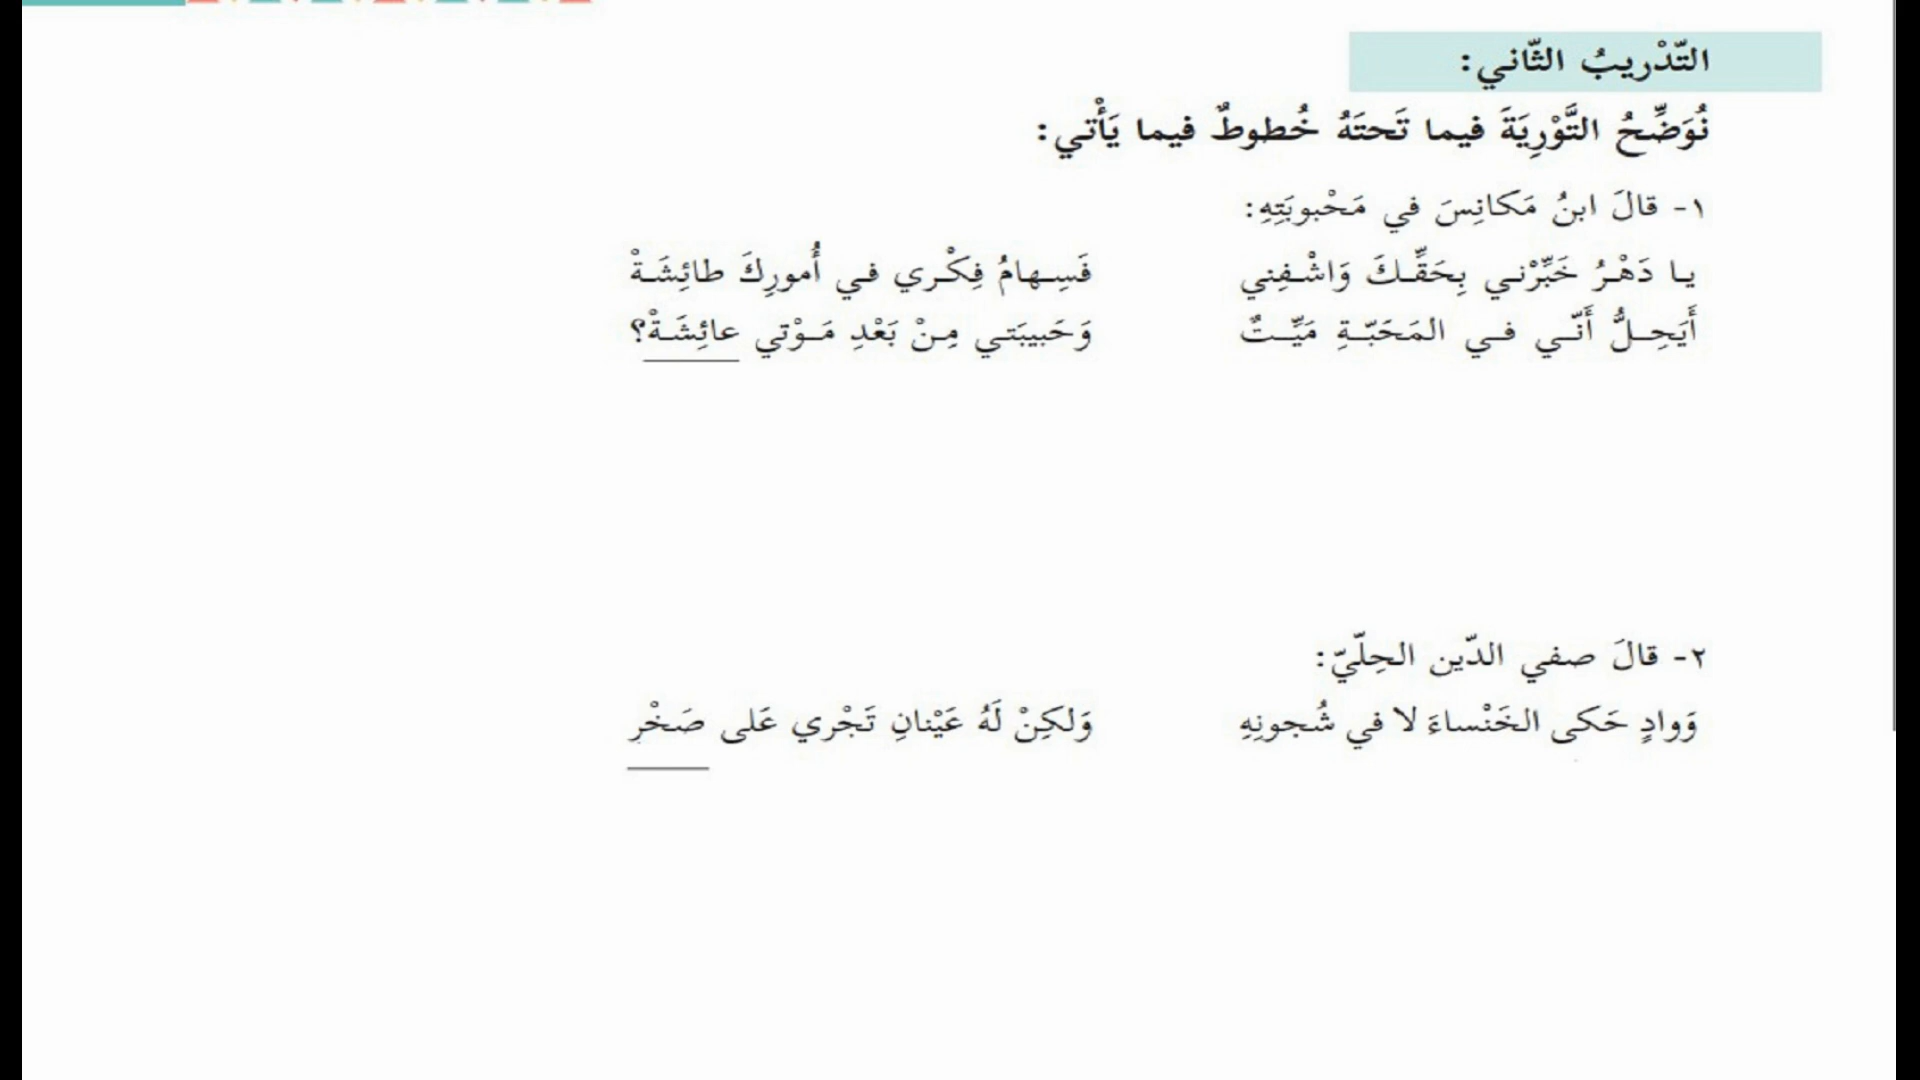 التّدْريبُ الثّاني:
نُوَضِّحُ التَّوْرِيَةَ فيما تَحتَهُ خُطوطٌ فيما يَأْتي:
١- قالَ ابنُ مَكانِسَ في مَحْبوبَتِهِ:
يا دَهْرُ خَبِّرْني بِحَقِّكَ وَاشْفِني فَسِهامُ فِكْري في أُمورِكَ طائِشَةْ
أَيَحِلُّ أَنّي في المَحَبّةِ مَيِّتٌ وَحَبيبَتي مِنْ بَعْدِ مَوْتي عائِشَةْ؟
٢- قالَ صفي الدّين الحِلّيّ:
وَوادٍ حَكى الخَنْساءَ لا في شُجونِهِ وَلكِنْ لَهُ عَيْنانِ تَجْري عَلى صَخْرِ